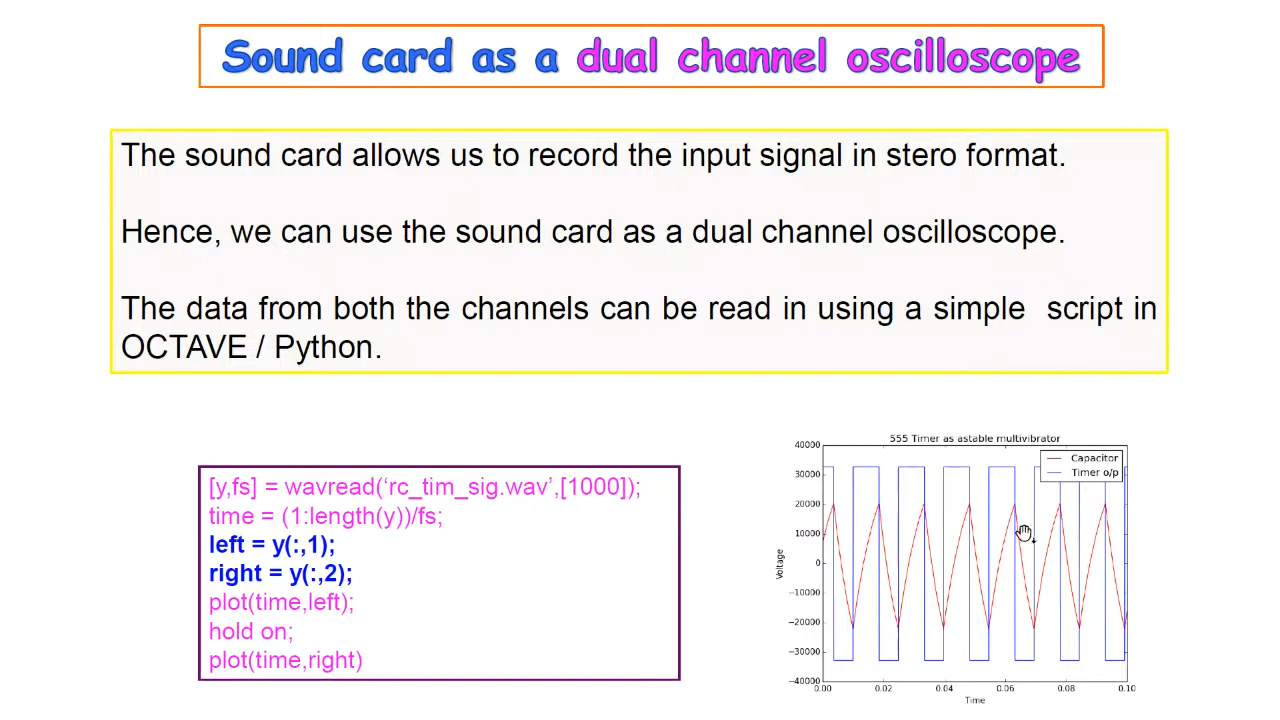 Sound card as a dual channel oscilloscope
The sound card allows us to record the input signal in stero format.
Hence, we can use the sound card as a dual channel oscilloscope.
The data from both the channels can be read in using a simple script in
OCTAVE / Python.
[y,fs] = wavread(‘rc_tim_sig.wav’,[1000]);
time = (1:length(y))/fs;
left = y(:,1);
right = y(:,2);
plot(time,left);
hold on;
plot(time,right)
555 Timer as astable multivibrator
40000
30000
20000
10000
0
−10000
−20000
−30000
−40000
Voltage
Capacitor
Timer o/p
0.00 0.02 0.04 0.06 0.08 0.10
Time